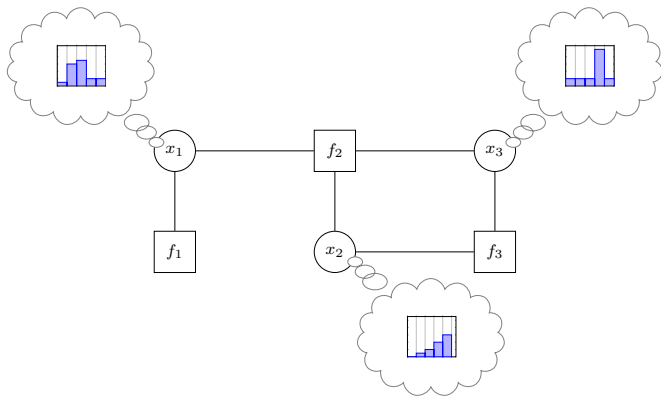 x₁ f₂ x₃
f₁ x₂ f₃